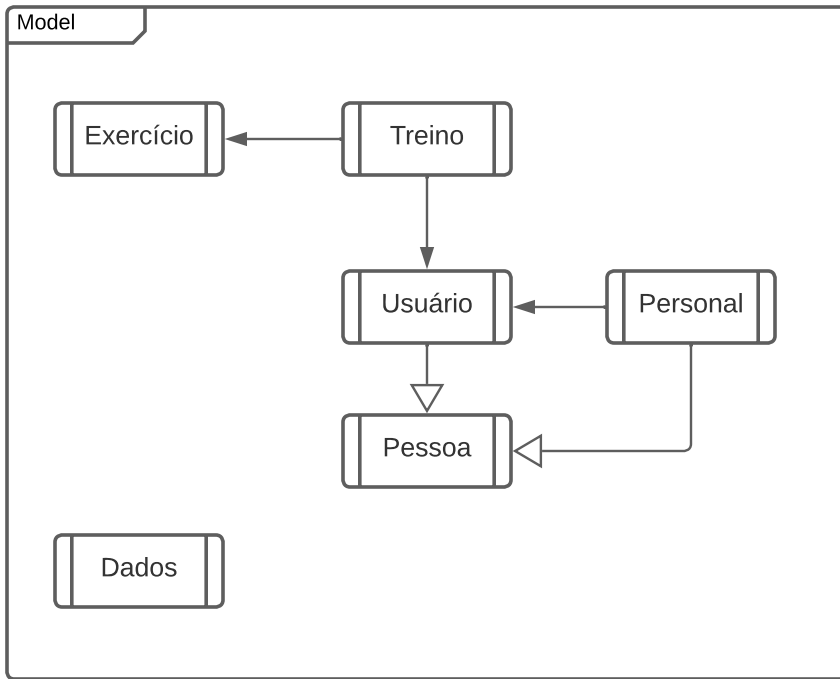 Model
Exercício
Treino
Usuário
Personal
Pessoa
Dados